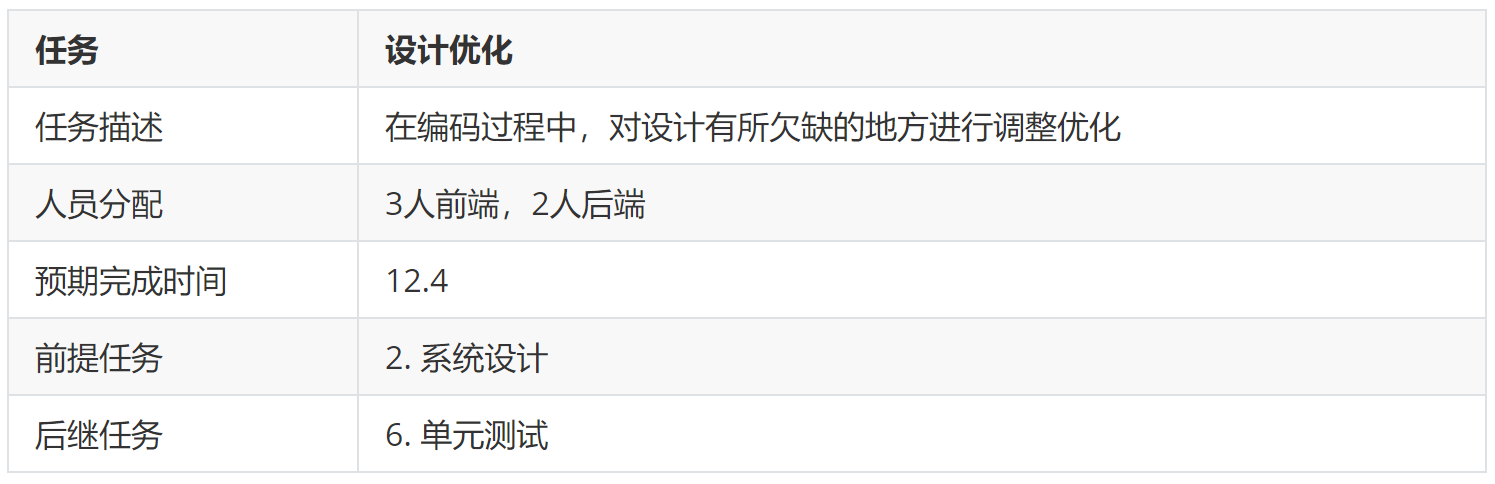 任务 设计优化
任务描述 在编码过程中，对设计有所欠缺的地方进行调整优化
人员分配 3人前端，2人后端
预期完成时间 12.4
前提任务 2. 系统设计
后继任务 6. 单元测试